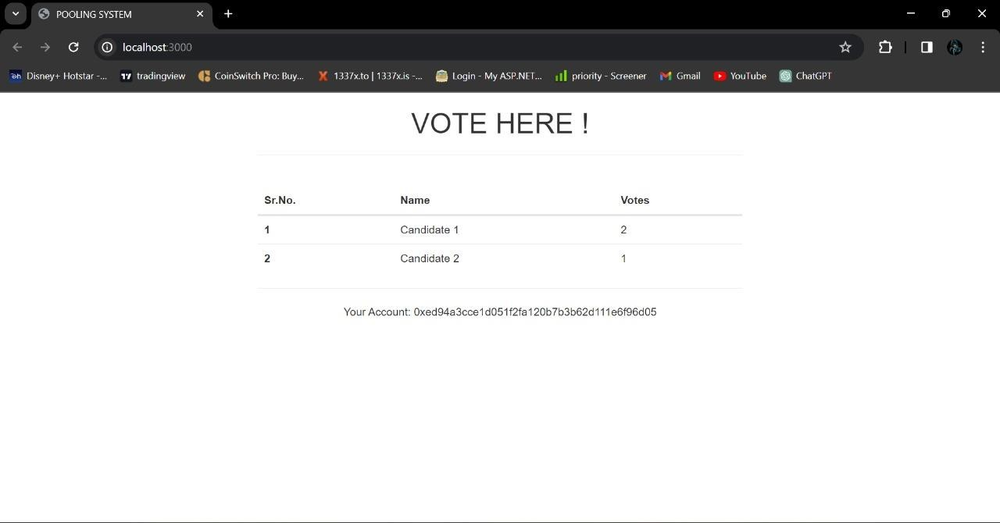 POOLING SYSTEM
localhost:3000
Disney+ Hotstar -... tradingview CoinSwitch Pro: Buy... 1337x.to | 1337x.is -... Login - My ASP.NET... priority - Screener Gmail YouTube ChatGPT
VOTE HERE !
Sr.No. Name Votes
1 Candidate 1 2
2 Candidate 2 1
Your Account: 0xed94a3cce1d051f2fa120b7b3b62d111e6f96d05